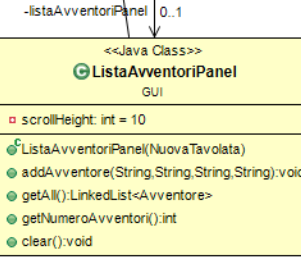 -listaAvventoriPanel 0..1
<<Java Class>>
ListaAvventoriPanel
GUI
scrollHeight: int = 10
ListaAvventoriPanel(NuovaTavolata)
addAvventore(String,String,String,String):void
getAll():LinkedList<Avventore>
getNumeroAvventori():int
clear():void